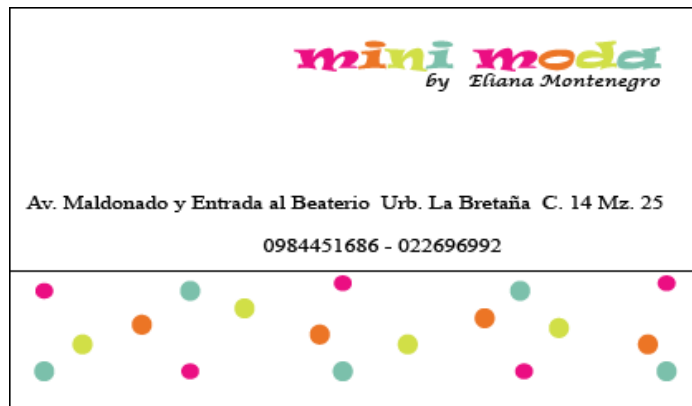 mini moda
by Eliana Montenegro
Av. Maldonado y Entrada al Beaterio Urb. La Bretaña C. 14 Mz. 25
0984451686 - 022696992